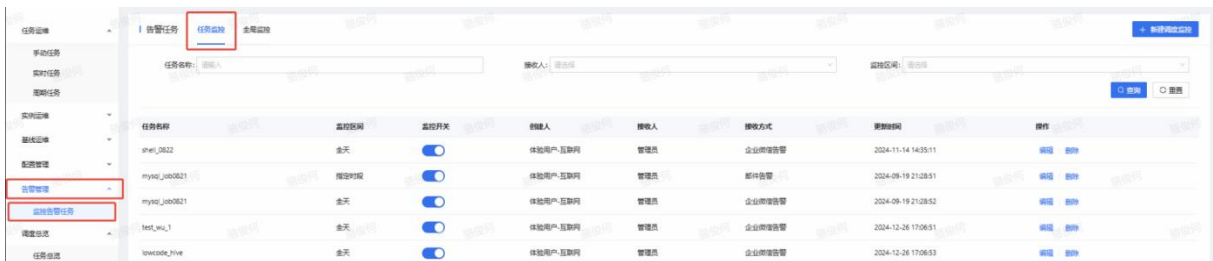 任务运维
手动任务
实时任务
周期任务
实例运维
基线运维
配置管理
告警管理
监控告警任务
调度总览
任务总览
告警任务 任务监控 全局监控
+ 新建调度监控
任务名称: 请输入 接收人: 请选择 监控区间: 请选择
查询 重置
任务名称 监控区间 监控开关 创建人 接收人 接收方式 更新时间 操作
shell_0822 全天 体验用户-互联网 管理员 企业微信告警 2024-11-14 14:35:11 编辑 删除
mysql_job0821 指定时段 体验用户-互联网 管理员 邮件告警 2024-09-19 21:28:51 编辑 删除
mysql_job0821 全天 体验用户-互联网 管理员 企业微信告警 2024-09-19 21:28:52 编辑 删除
test_wu_1 全天 体验用户-互联网 管理员 企业微信告警 2024-12-26 17:06:51 编辑 删除
lowcode_hive 全天 体验用户-互联网 管理员 企业微信告警 2024-12-26 17:06:53 编辑 删除